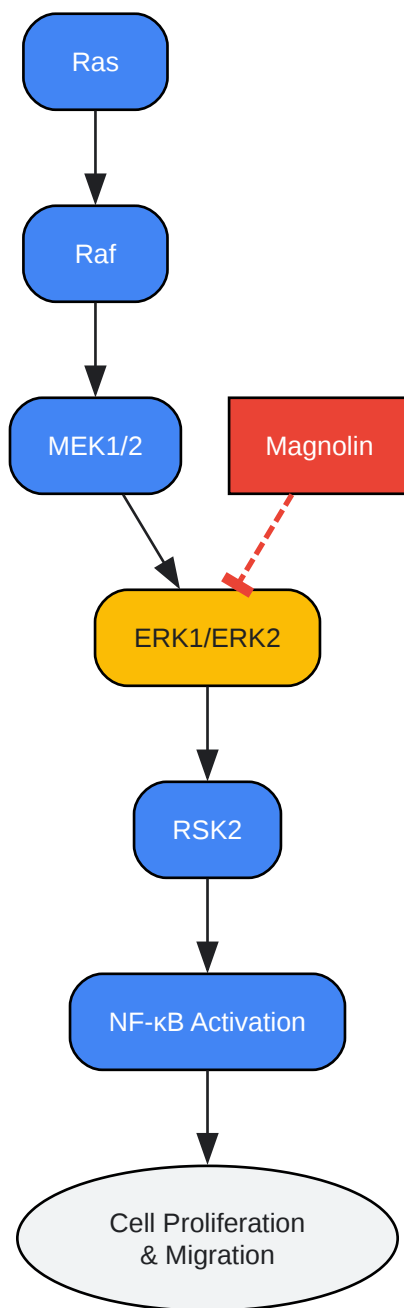 Ras
Raf
MEK1/2
Magnolin
ERK1/ERK2
RSK2
NF-κB Activation
Cell Proliferation
& Migration